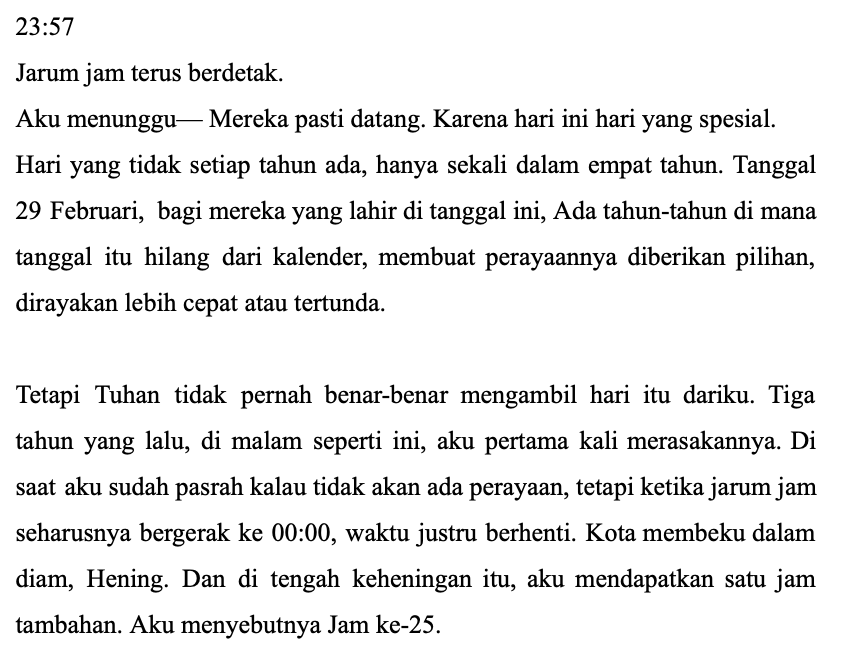 23:57
Jarum jam terus berdetak.
Aku menunggu— Mereka pasti datang. Karena hari ini hari yang spesial.
Hari yang tidak setiap tahun ada, hanya sekali dalam empat tahun. Tanggal
29 Februari,  bagi mereka yang lahir di tanggal ini, Ada tahun-tahun di mana
tanggal itu hilang dari kalender, membuat perayaannya diberikan pilihan,
dirayakan lebih cepat atau tertunda.
Tetapi Tuhan tidak pernah benar-benar mengambil hari itu dariku. Tiga
tahun yang lalu, di malam seperti ini, aku pertama kali merasakannya. Di
saat aku sudah pasrah kalau tidak akan ada perayaan, tetapi ketika jarum jam
seharusnya bergerak ke 00:00, waktu justru berhenti. Kota membeku dalam
diam, Hening. Dan di tengah keheningan itu, aku mendapatkan satu jam
tambahan. Aku menyebutnya Jam ke-25.